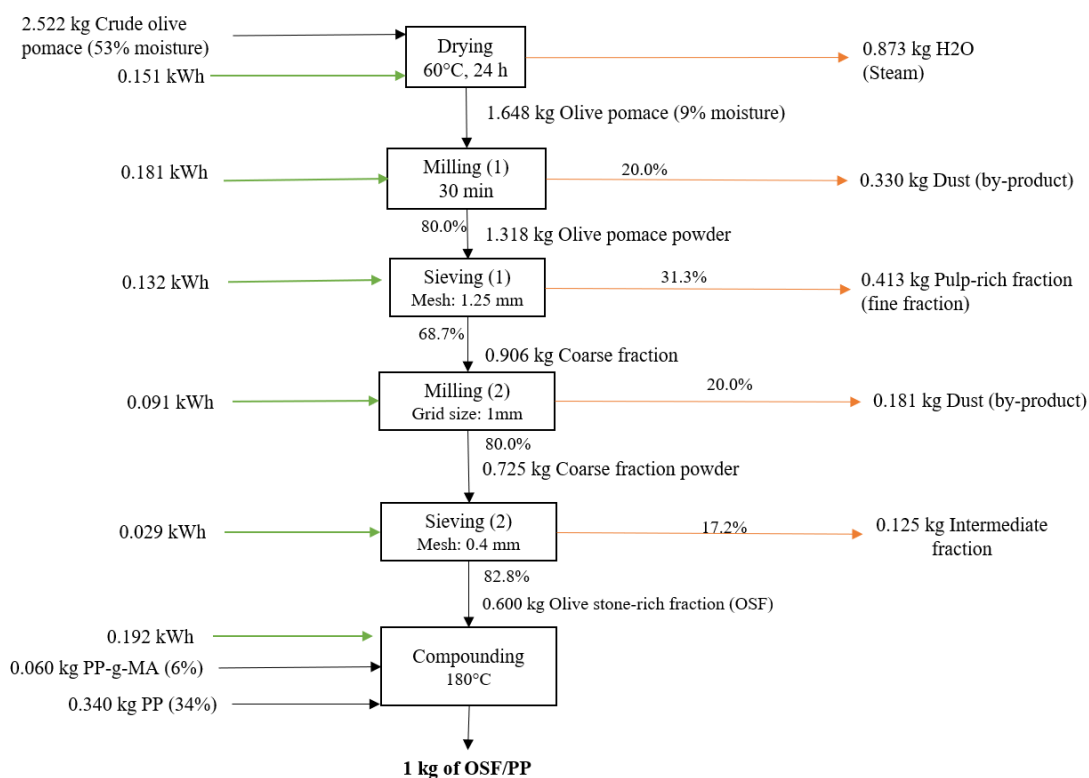 2.522 kg Crude olive
pomace (53% moisture)
0.151 kWh
Drying
60°C, 24 h
0.873 kg H2O
(Steam)
1.648 kg Olive pomace (9% moisture)
0.181 kWh
Milling (1)
30 min
20.0%
0.330 kg Dust (by-product)
80.0%
1.318 kg Olive pomace powder
0.132 kWh
Sieving (1)
Mesh: 1.25 mm
31.3%
0.413 kg Pulp-rich fraction
(fine fraction)
68.7%
0.906 kg Coarse fraction
0.091 kWh
Milling (2)
Grid size: 1mm
20.0%
0.181 kg Dust (by-product)
80.0%
0.725 kg Coarse fraction powder
0.029 kWh
Sieving (2)
Mesh: 0.4 mm
17.2%
0.125 kg Intermediate
fraction
82.8%
0.600 kg Olive stone-rich fraction (OSF)
0.192 kWh
0.060 kg PP-g-MA (6%)
0.340 kg PP (34%)
Compounding
180°C
1 kg of OSF/PP